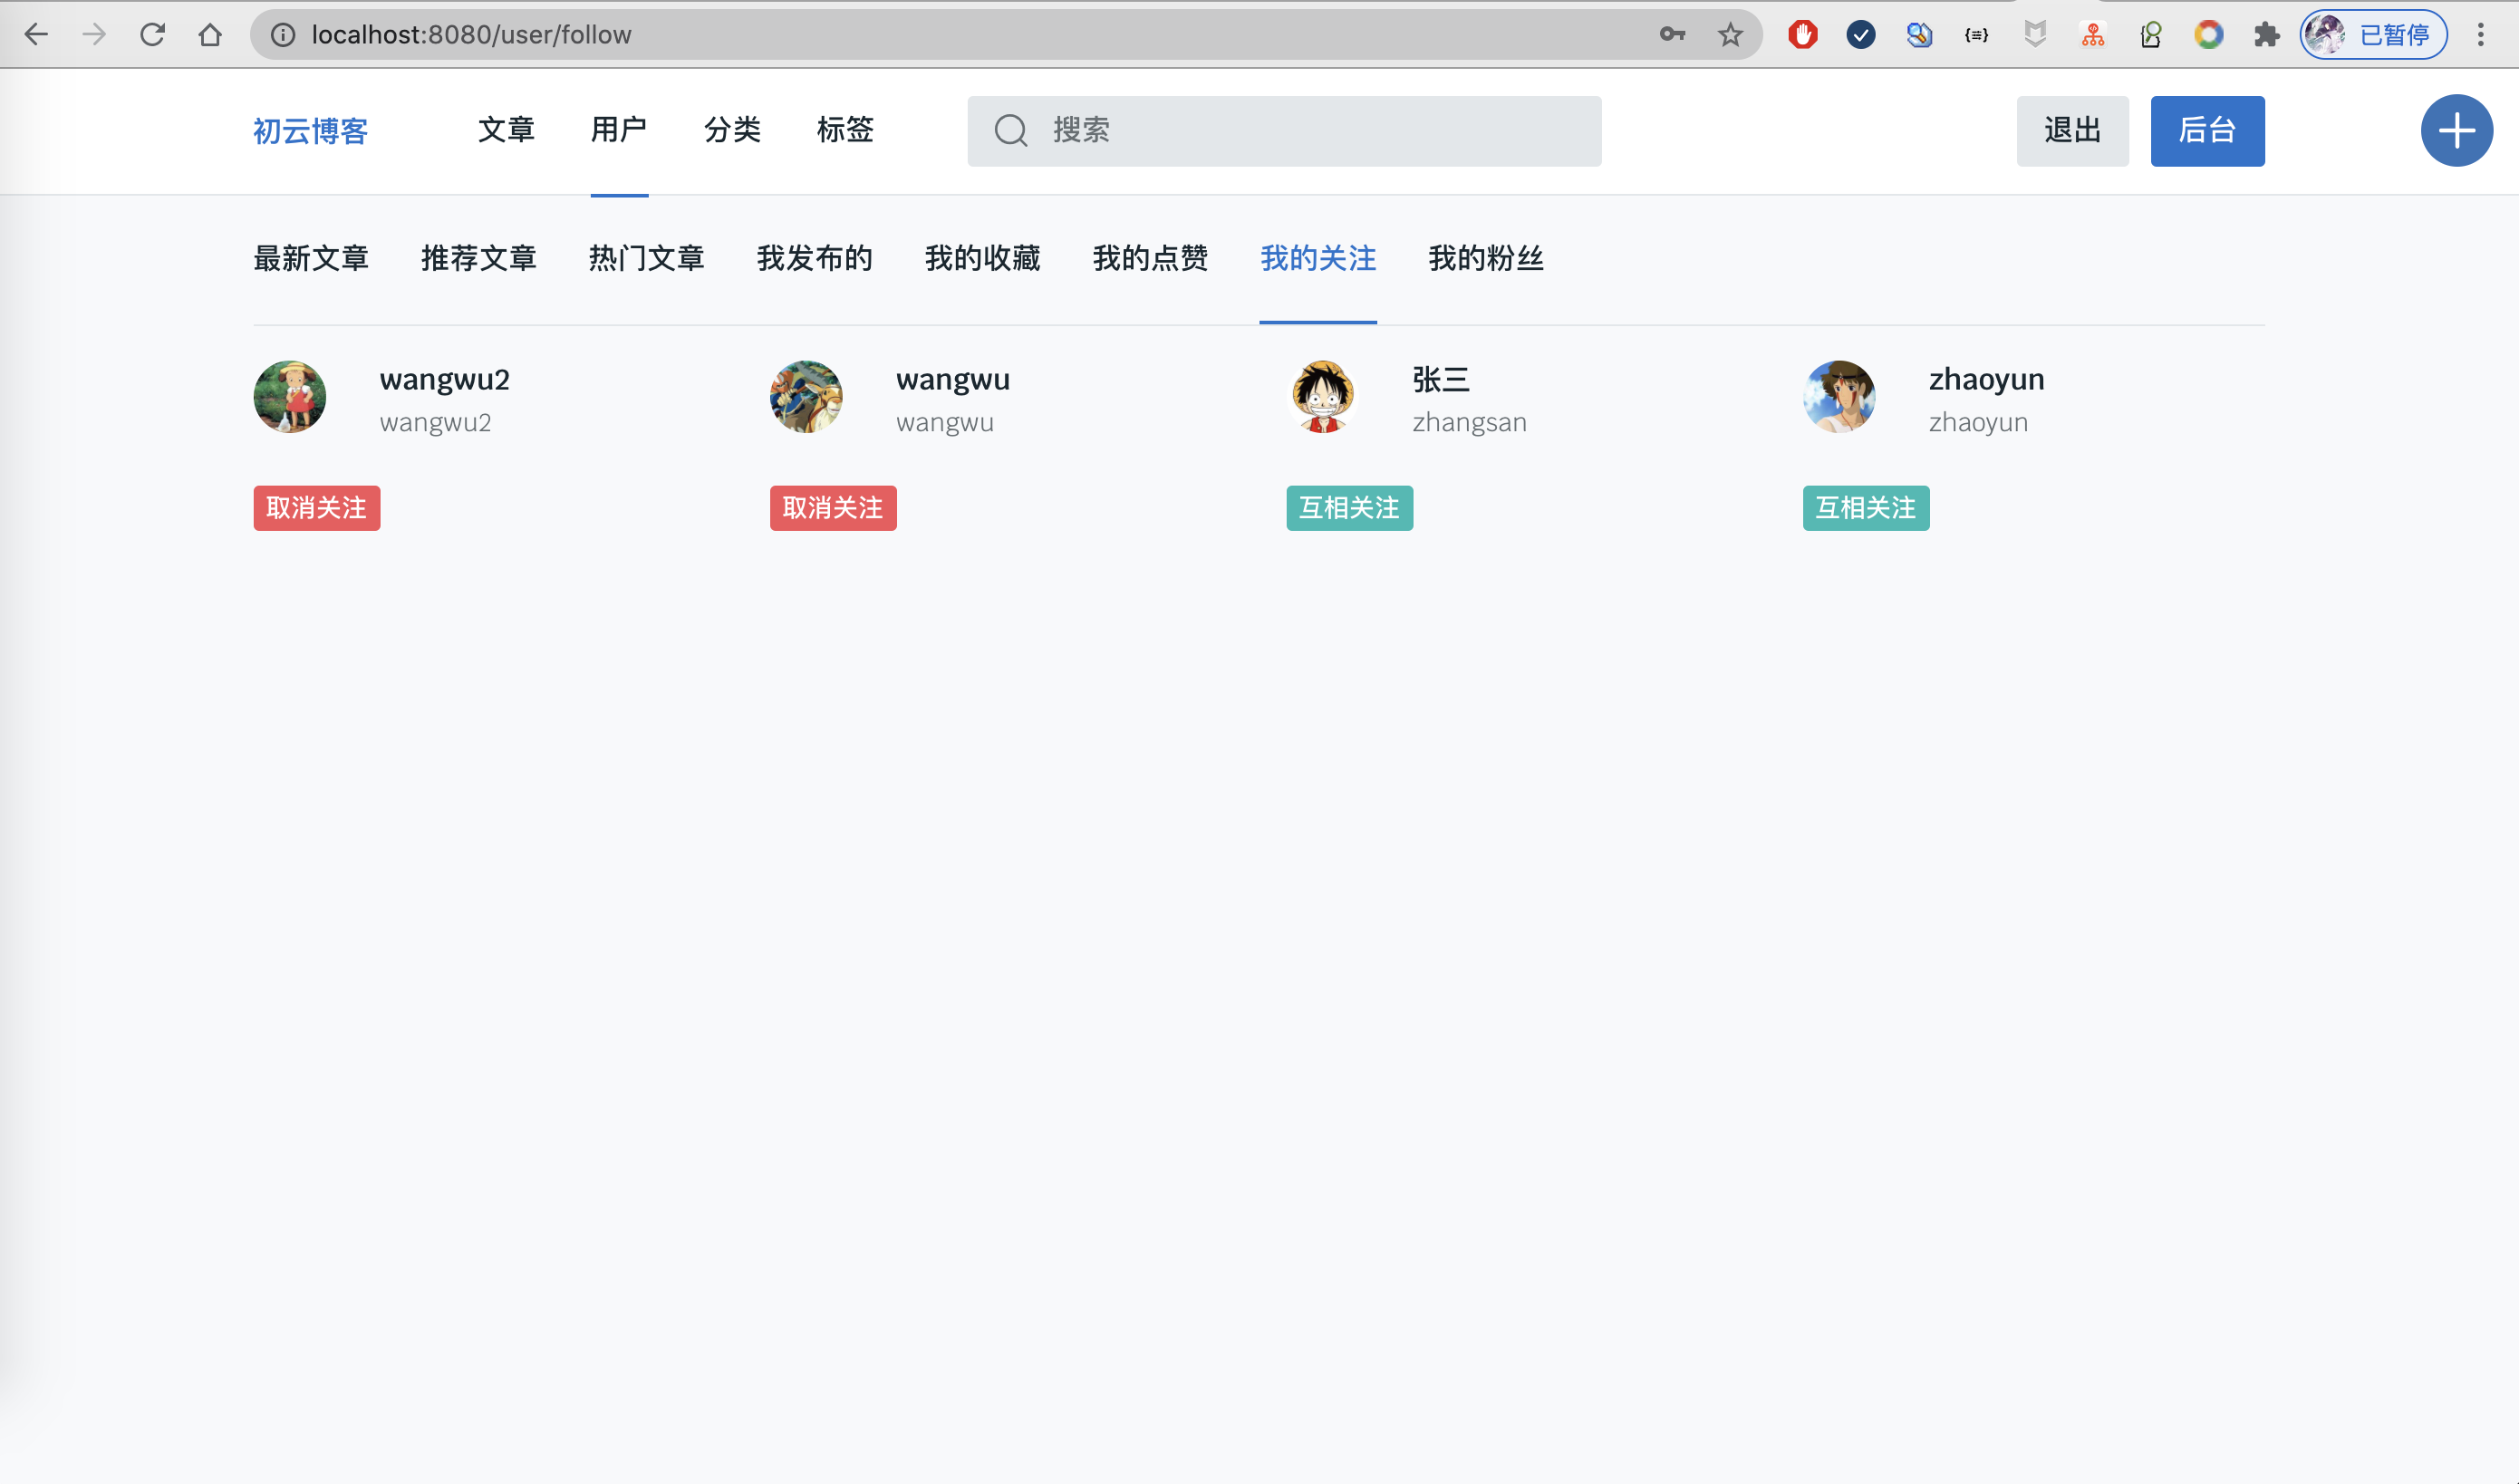 localhost:8080/user/follow
已暂停
初云博客 文章 用户 分类 标签 搜索 退出 后台
最新文章 推荐文章 热门文章 我发布的 我的收藏 我的点赞 我的关注 我的粉丝
wangwu2 wangwu 张三 zhaoyun
wangwu2 wangwu zhangsan zhaoyun
取消关注 取消关注 互相关注 互相关注